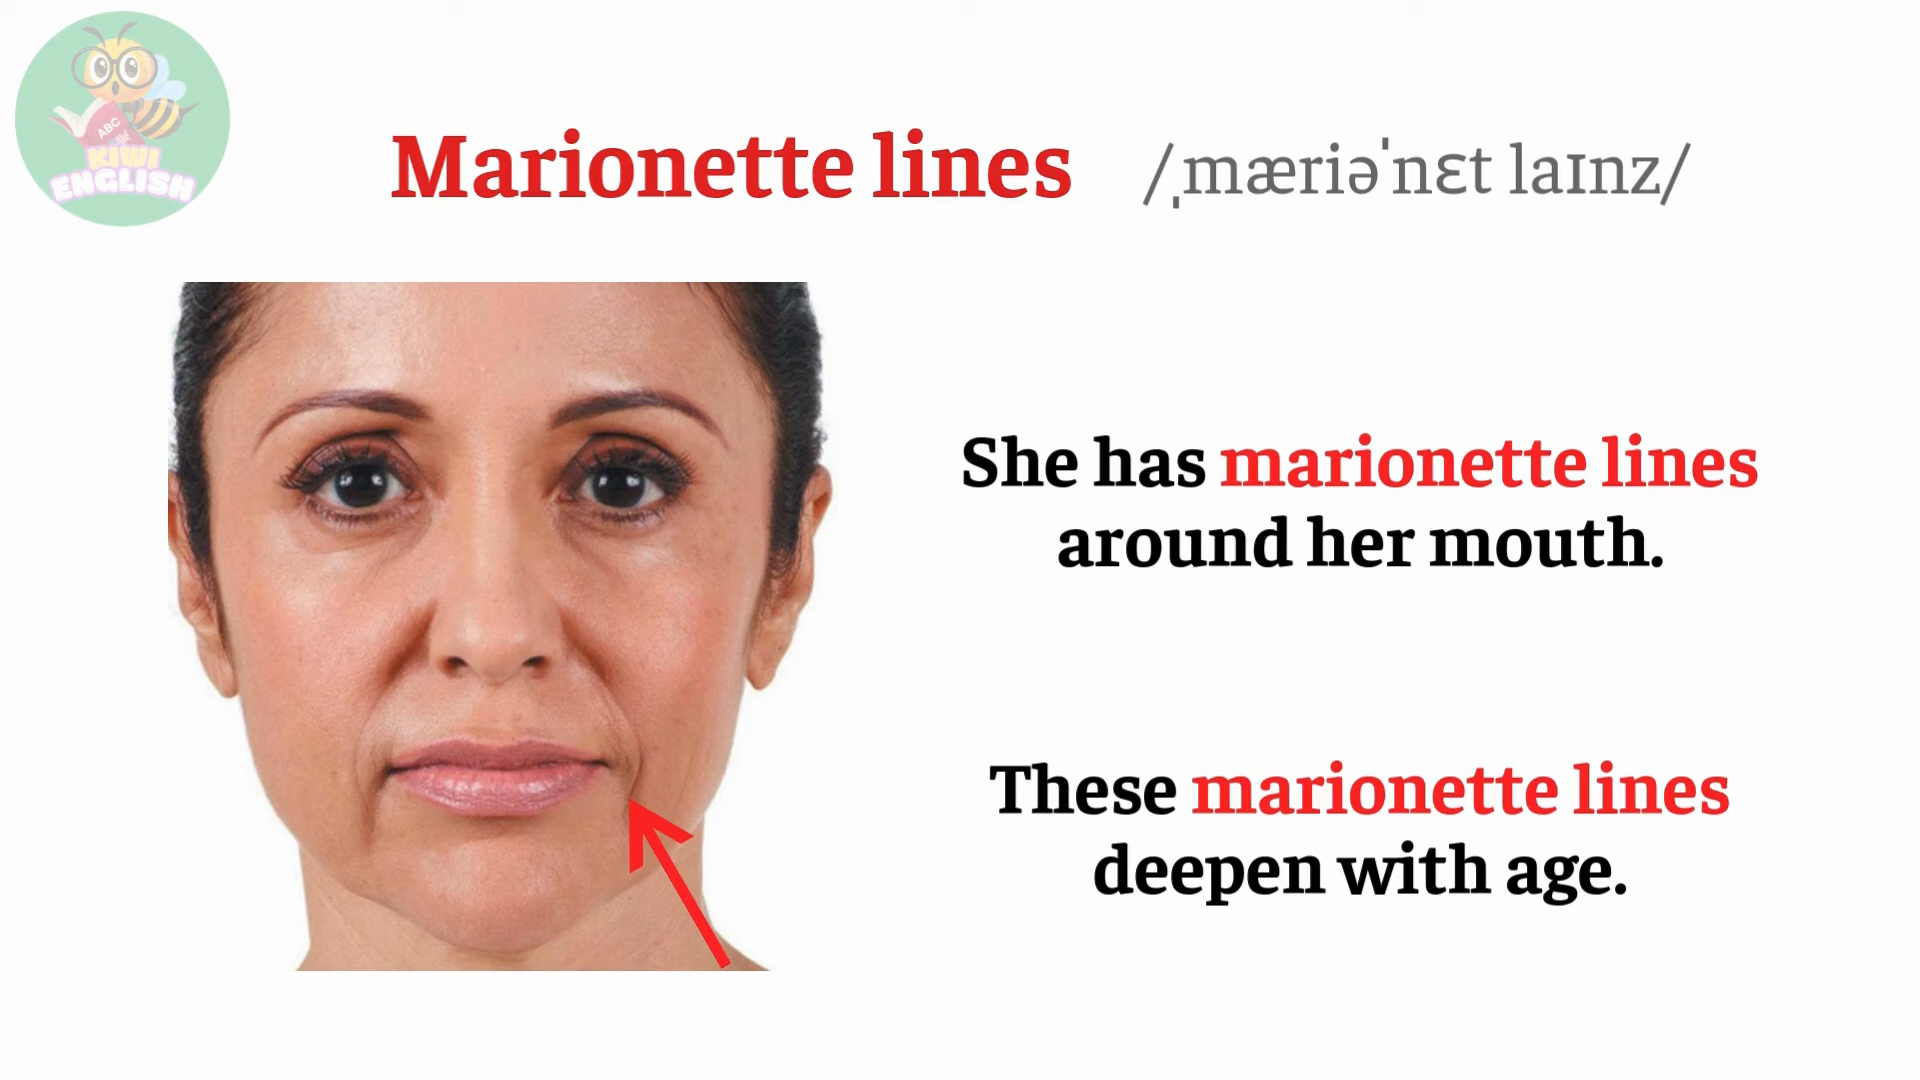 ABC
KIWI
ENGLISH
Marionette lines /ˌmæriəˈnɛt laɪnz/
She has marionette lines
around her mouth.
These marionette lines
deepen with age.